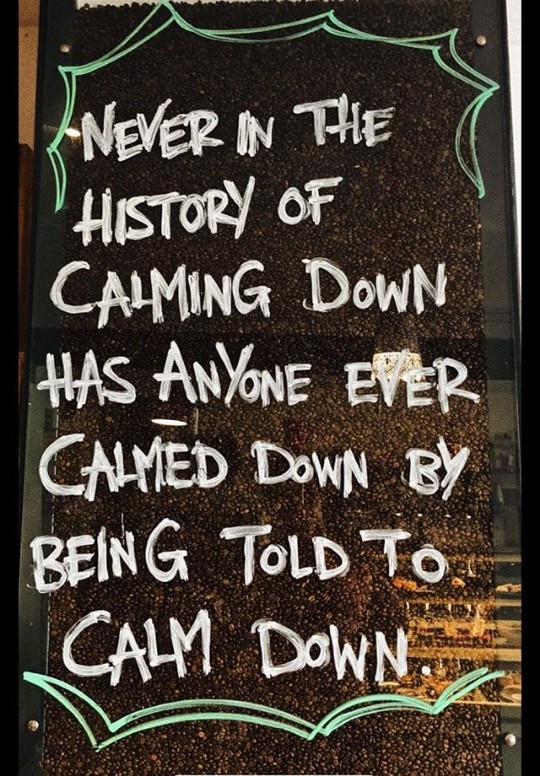 NEVER IN THE
HISTORY OF
CALMING DOWN
HAS ANYONE EVER
CALMED DOWN BY
BEING TOLD TO
CALM DOWN.